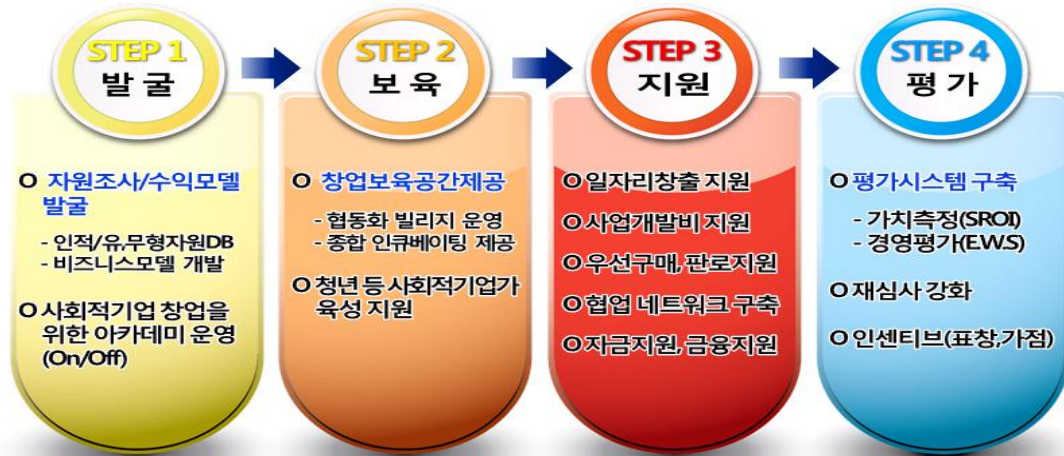 STEP 1
발 굴
O 자원조사/수익모델
발굴
- 인적/유,무형자원DB
- 비즈니스모델 개발
O 사회적기업 창업을
위한 아카데미 운영
(On/Off)
STEP 2
보 육
O 창업보육공간제공
- 협동화 빌리지 운영
- 종합 인큐베이팅 제공
O 청년 등 사회적기업가
육성 지원
STEP 3
지원
O 일자리창출 지원
O 사업개발비 지원
O 우선구매, 판로지원
O 협업 네트워크 구축
O 자금지원, 금융지원
STEP 4
평 가
O 평가시스템 구축
- 가치측정(SROI)
- 경영평가(E.W.S)
O 재심사 강화
O 인센티브(표창,가점)